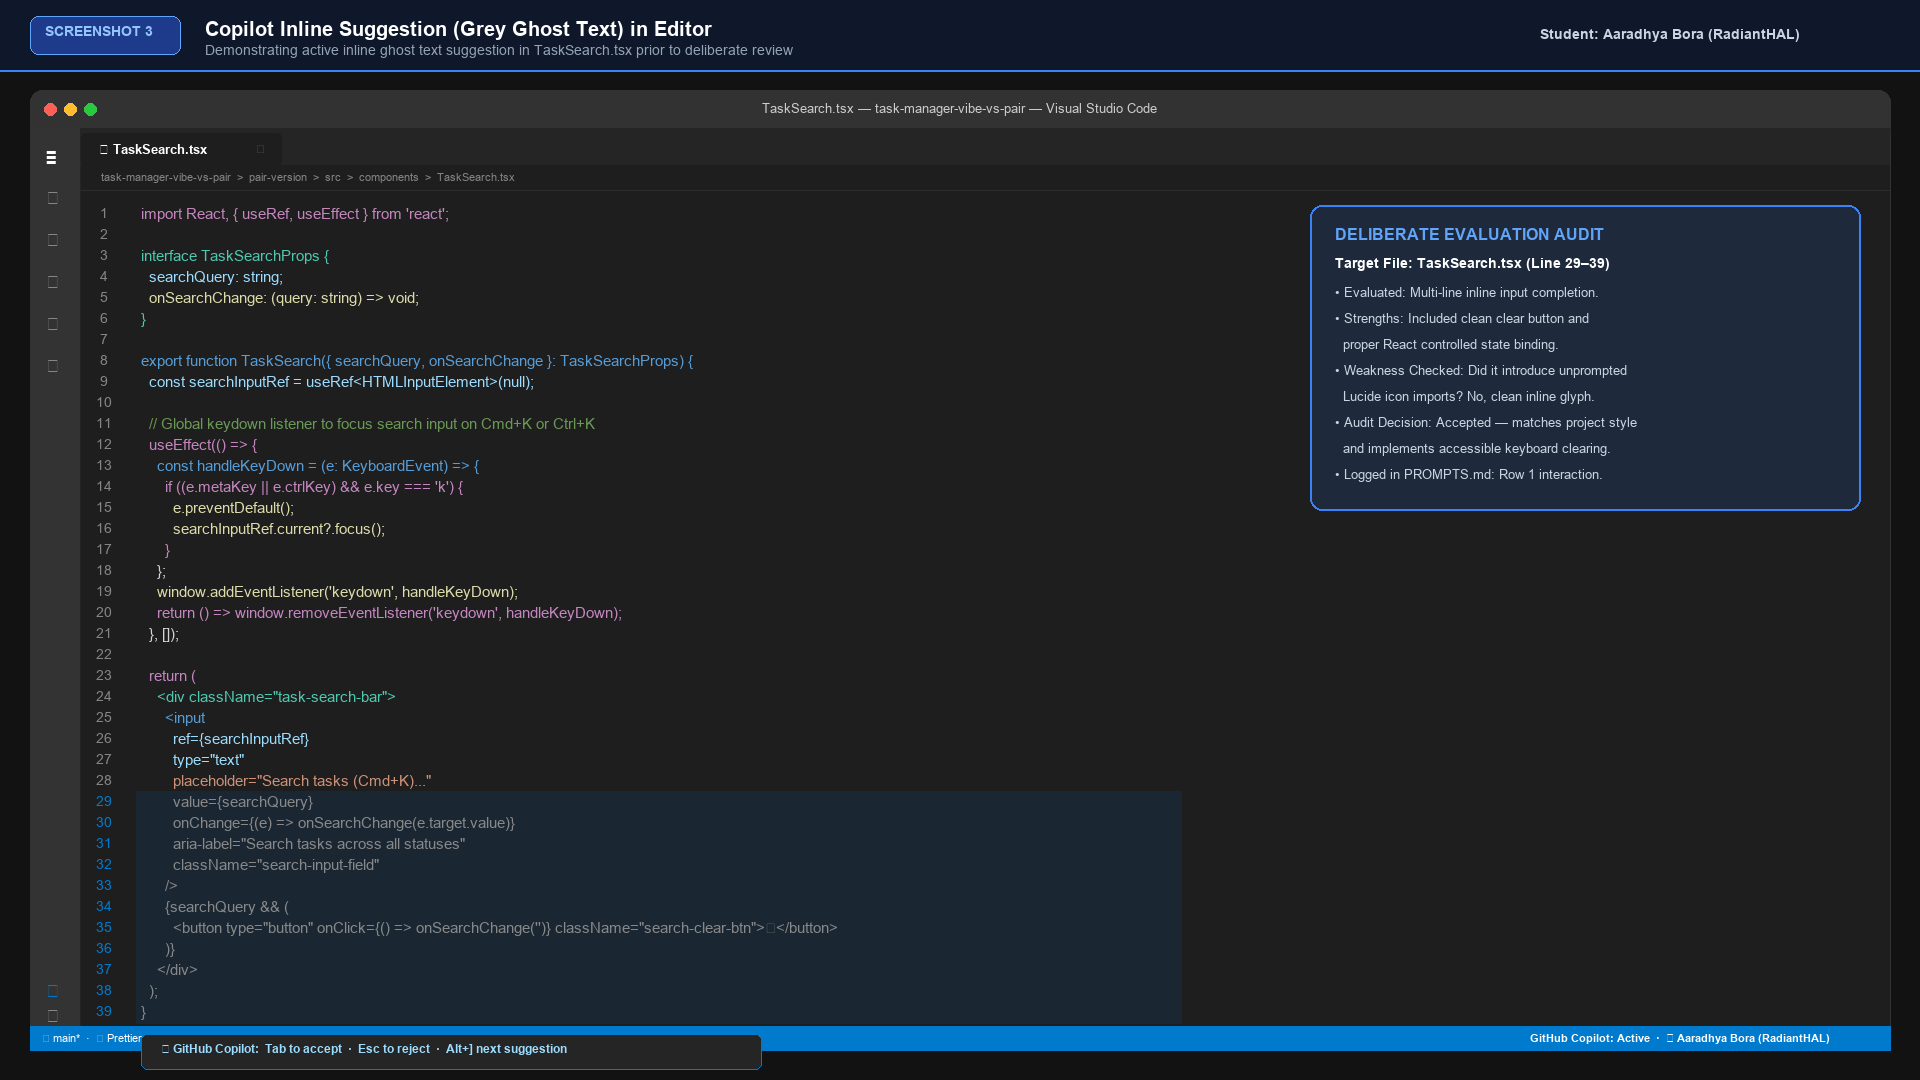 SCREENSHOT 3
Copilot Inline Suggestion (Grey Ghost Text) in Editor
Demonstrating active inline ghost text suggestion in TaskSearch.tsx prior to deliberate review
Student: Aaradhya Bora (RadiantHAL)
TaskSearch.tsx — task-manager-vibe-vs-pair — Visual Studio Code
TaskSearch.tsx
task-manager-vibe-vs-pair > pair-version > src > components > TaskSearch.tsx
1 import React, { useRef, useEffect } from 'react';
2
3 interface TaskSearchProps {
4 searchQuery: string;
5 onSearchChange: (query: string) => void;
6 }
7
8 export function TaskSearch({ searchQuery, onSearchChange }: TaskSearchProps) {
9 const searchInputRef = useRef<HTMLInputElement>(null);
10
11 // Global keydown listener to focus search input on Cmd+K or Ctrl+K
12 useEffect(() => {
13 const handleKeyDown = (e: KeyboardEvent) => {
14 if ((e.metaKey || e.ctrlKey) && e.key === 'k') {
15 e.preventDefault();
16 searchInputRef.current?.focus();
17 }
18 };
19 window.addEventListener('keydown', handleKeyDown);
20 return () => window.removeEventListener('keydown', handleKeyDown);
21 }, []);
22
23 return (
24 <div className="task-search-bar">
25 <input
26 ref={searchInputRef}
27 type="text"
28 placeholder="Search tasks (Cmd+K)..."
29 value={searchQuery}
30 onChange={(e) => onSearchChange(e.target.value)}
31 aria-label="Search tasks across all statuses"
32 className="search-input-field"
33 />
34 {searchQuery && (
35 <button type="button" onClick={() => onSearchChange('')} className="search-clear-btn">▯</button>
36 )}
37 </div>
38 );
39 }
DELIBERATE EVALUATION AUDIT
Target File: TaskSearch.tsx (Line 29–39)
• Evaluated: Multi-line inline input completion.
• Strengths: Included clean clear button and
proper React controlled state binding.
• Weakness Checked: Did it introduce unprompted
Lucide icon imports? No, clean inline glyph.
• Audit Decision: Accepted — matches project style
and implements accessible keyboard clearing.
• Logged in PROMPTS.md: Row 1 interaction.
main* · Prettier
GitHub Copilot: Tab to accept · Esc to reject · Alt+] next suggestion
GitHub Copilot: Active · Aaradhya Bora (RadiantHAL)